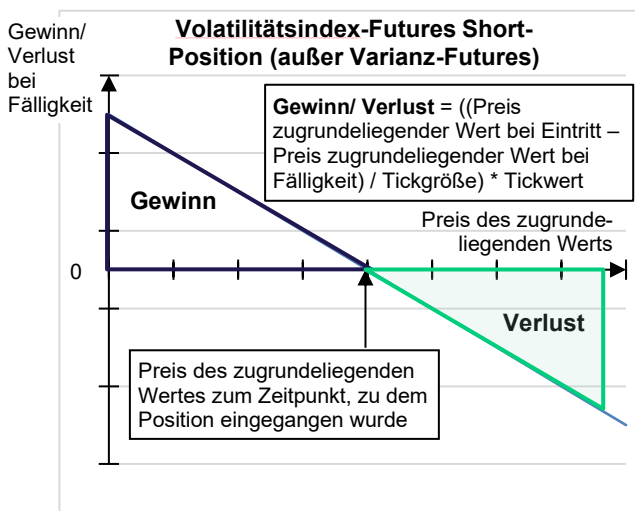 Gewinn/
Verlust
bei
Fälligkeit
Volatilitätsindex-Futures Short-
Position (außer Varianz-Futures)
Gewinn/ Verlust = ((Preis
zugrundeliegender Wert bei Eintritt –
Preis zugrundeliegender Wert bei
Fälligkeit) / Tickgröße) * Tickwert
Gewinn
Preis des zugrunde-
liegenden Werts
0
Verlust
Preis des zugrundeliegenden
Wertes zum Zeitpunkt, zu dem
Position eingegangen wurde